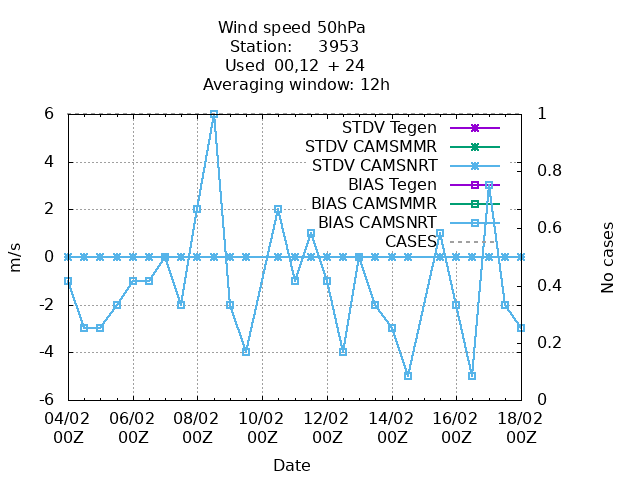 Wind speed 50hPa
Station: 3953
Used 00,12 + 24
Averaging window: 12h
6
4
2
0
-2
-4
-6
m/s
1
0.8
0.6
0.4
0.2
0
No cases
STDV Tegen
STDV CAMSMMR
STDV CAMSNRT
BIAS Tegen
BIAS CAMSMMR
BIAS CAMSNRT
CASES
04/02 06/02 08/02 10/02 12/02 14/02 16/02 18/02
00Z 00Z 00Z 00Z 00Z 00Z 00Z 00Z
Date